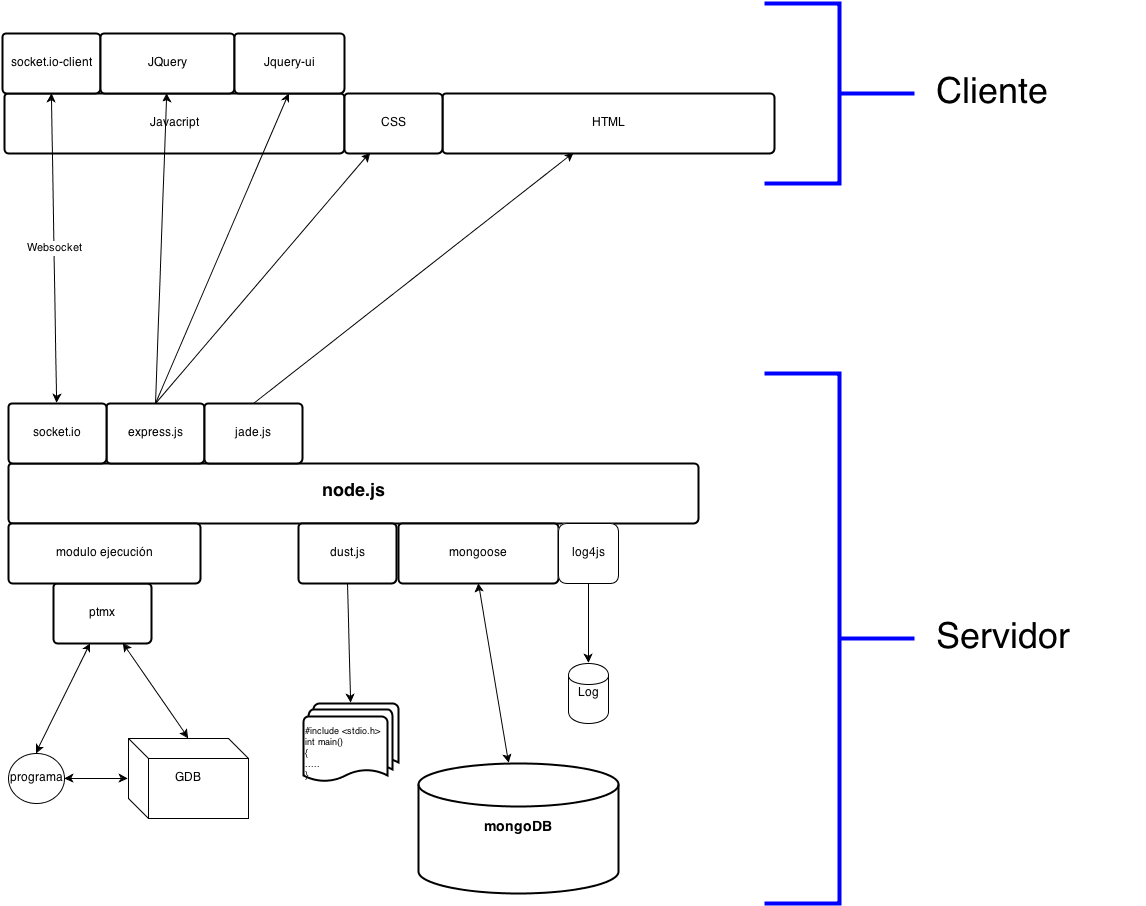 socket.io-client
JQuery
Jquery-ui
Cliente
Javacript
CSS
HTML
Websocket
socket.io
express.js
jade.js
node.js
modulo ejecución
dust.js
mongoose
log4js
ptmx
Servidor
Log
#include <stdio.h>
int main()
{
.....
}
programa
GDB
mongoDB